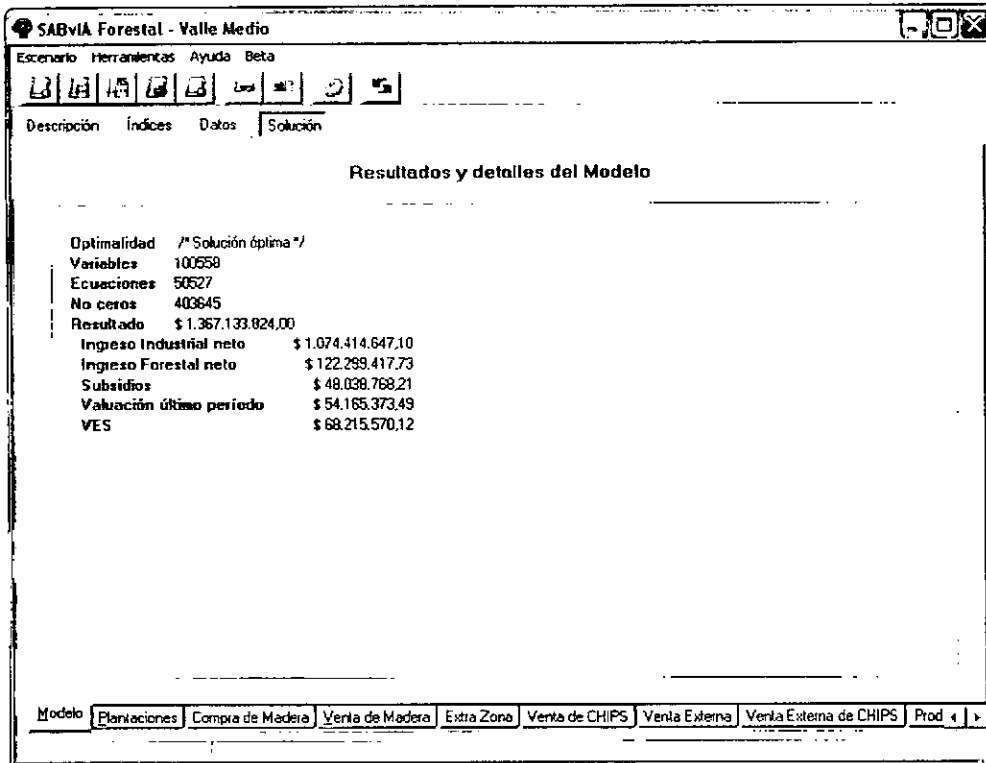 SABvIA Forestal - Valle Medio
Escenario Herramientas Ayuda Beta
Descripción Índices Datos Solución
Resultados y detalles del Modelo
Optimalidad /* Solución óptima */
Variables 100558
Ecuaciones 50527
No ceros 403645
Resultado $ 1.367.133.824,00
Ingreso Industrial neto $ 1.074.414.647,10
Ingreso Forestal neto $ 122.299.417,73
Subsidios $ 48.038.768,21
Valuación último período $ 54.165.373,49
VES $ 68.215.570,12
Modelo Plantaciones Compra de Madera Venta de Madera Extra Zona Venta de CHIPS Venta Externa Venta Externa de CHIPS Prod